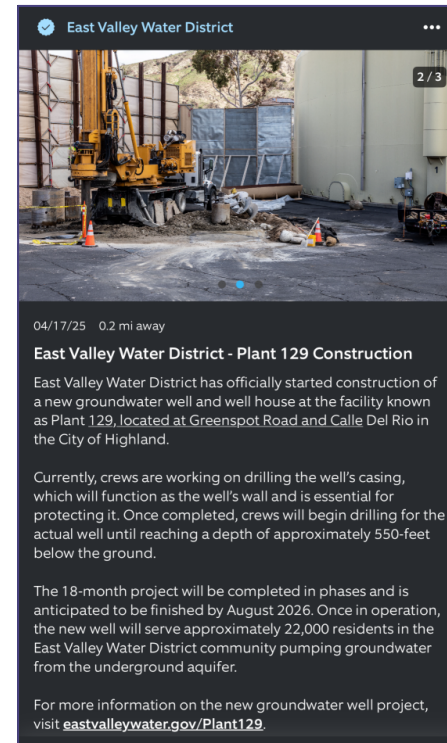 East Valley Water District
2/3
04/17/25 0.2 mi away
East Valley Water District - Plant 129 Construction
East Valley Water District has officially started construction of
a new groundwater well and well house at the facility known
as Plant 129, located at Greenspot Road and Calle Del Rio in
the City of Highland.
Currently, crews are working on drilling the well's casing,
which will function as the well's wall and is essential for
protecting it. Once completed, crews will begin drilling for the
actual well until reaching a depth of approximately 550-feet
below the ground.
The 18-month project will be completed in phases and is
anticipated to be finished by August 2026. Once in operation,
the new well will serve approximately 22,000 residents in the
East Valley Water District community pumping groundwater
from the underground aquifer.
For more information on the new groundwater well project,
visit eastvalleywater.gov/Plant129.